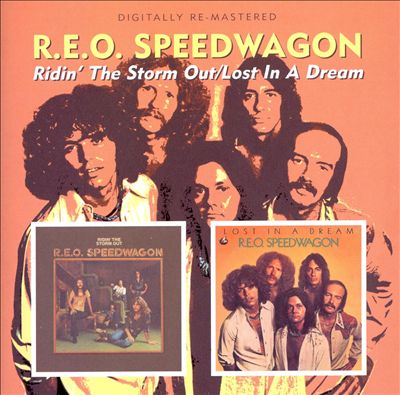 DIGITALLY RE-MASTERED
R.E.O. SPEEDWAGON
Ridin' The Storm Out/Lost In A Dream
RIDIN' THE
STORM OUT
R.E.O. SPEEDWAGON
LOST IN A DREAM
R.E.O. SPEEDWAGON